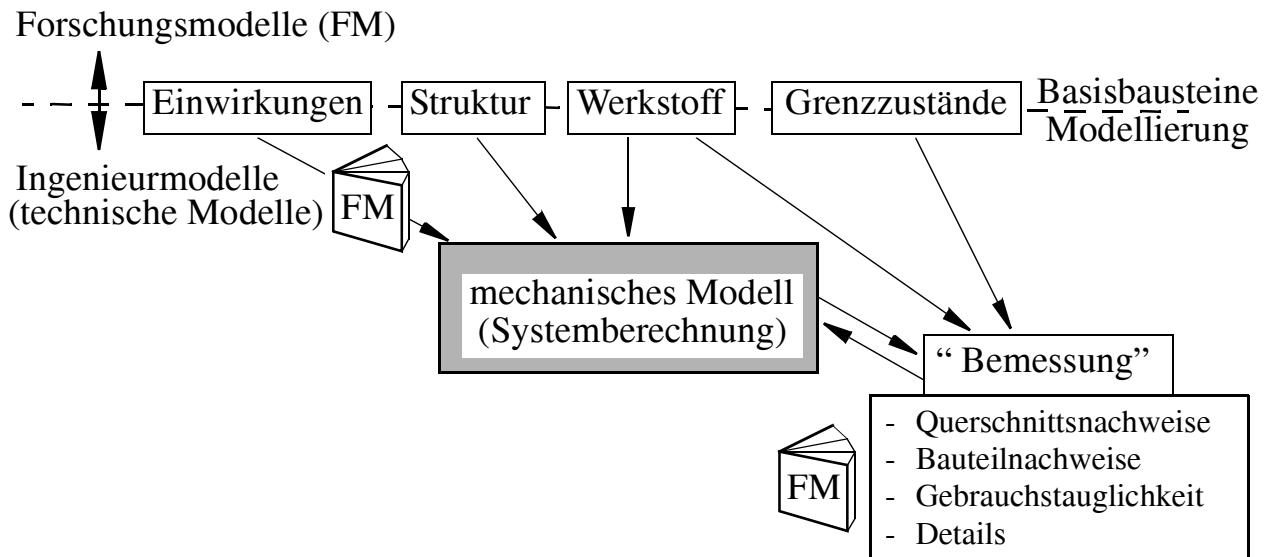 Forschungsmodelle (FM)
Einwirkungen
Struktur
Werkstoff
Grenzzustände
Basisbausteine
Modellierung
Ingenieurmodelle
(technische Modelle)
FM
mechanisches Modell
(Systemberechnung)
“ Bemessung”
- Querschnittsnachweise
- Bauteilnachweise
- Gebrauchstauglichkeit
- Details
FM